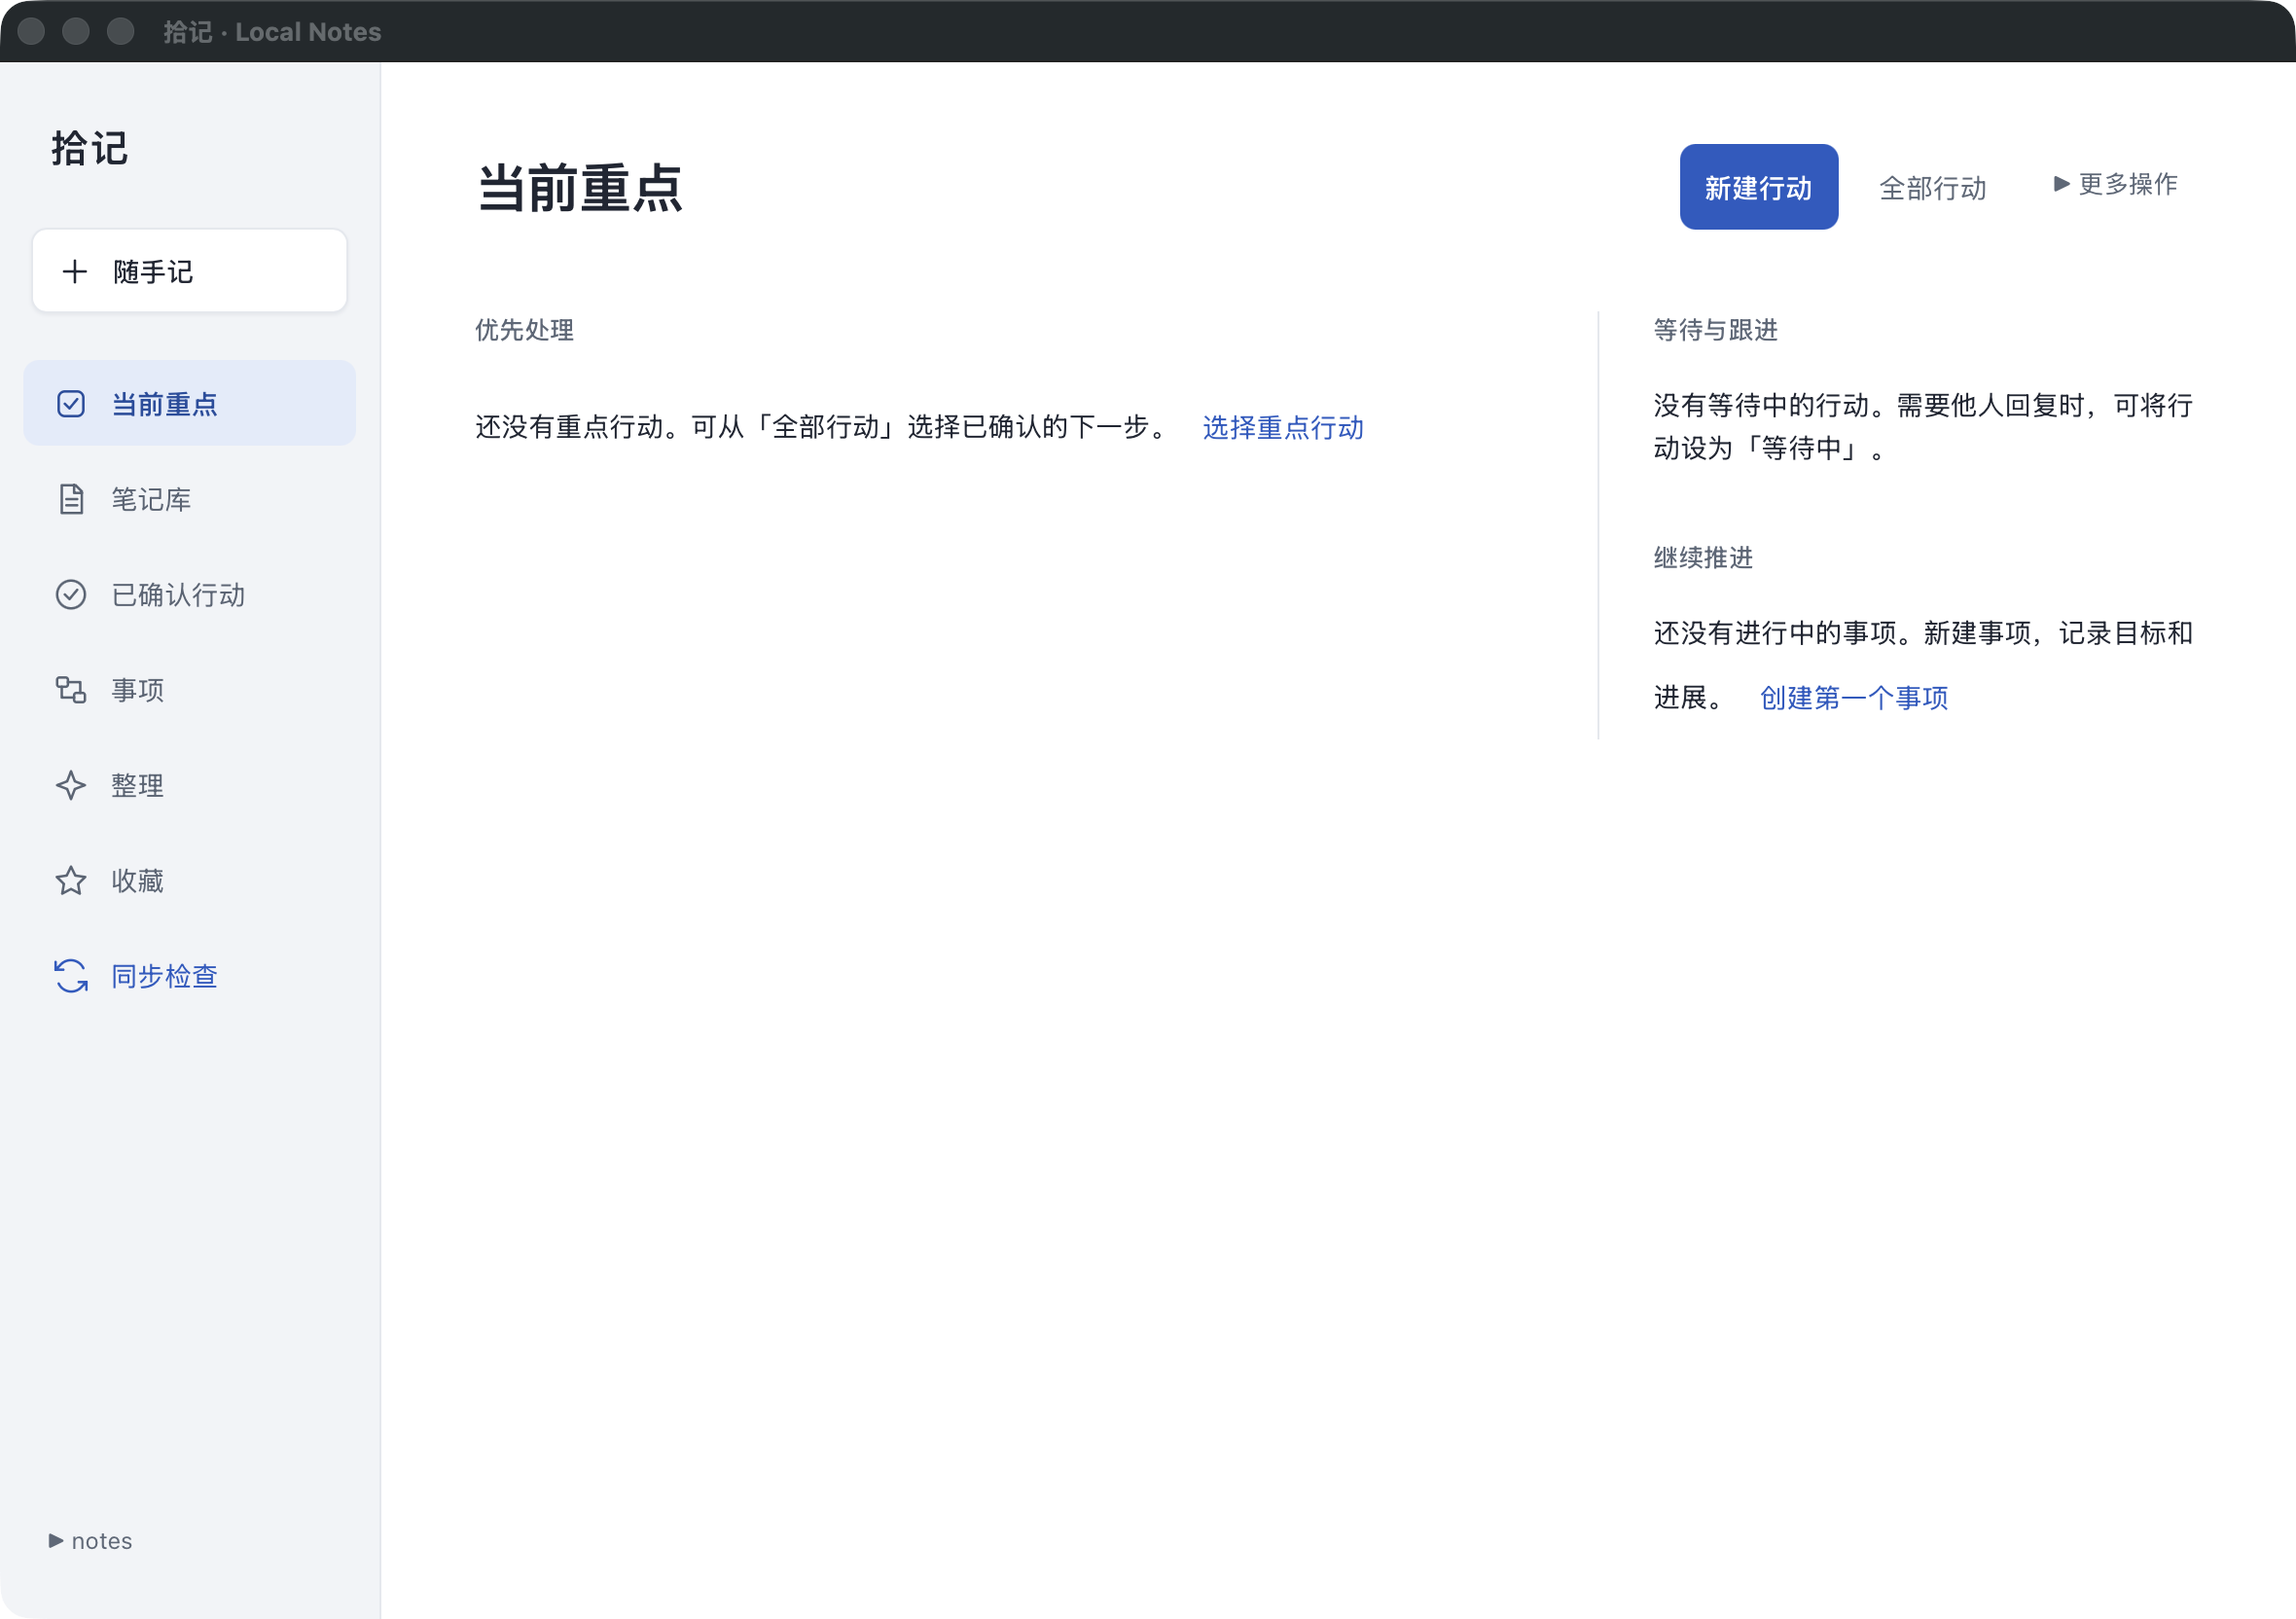 拾记 · Local Notes
拾记
随手记
当前重点
笔记库
已确认行动
事项
整理
收藏
同步检查
notes
当前重点
新建行动
全部行动
更多操作
优先处理
还没有重点行动。可从「全部行动」选择已确认的下一步。 选择重点行动
等待与跟进
没有等待中的行动。需要他人回复时，可将行
动设为「等待中」。
继续推进
还没有进行中的事项。新建事项，记录目标和
进展。 创建第一个事项